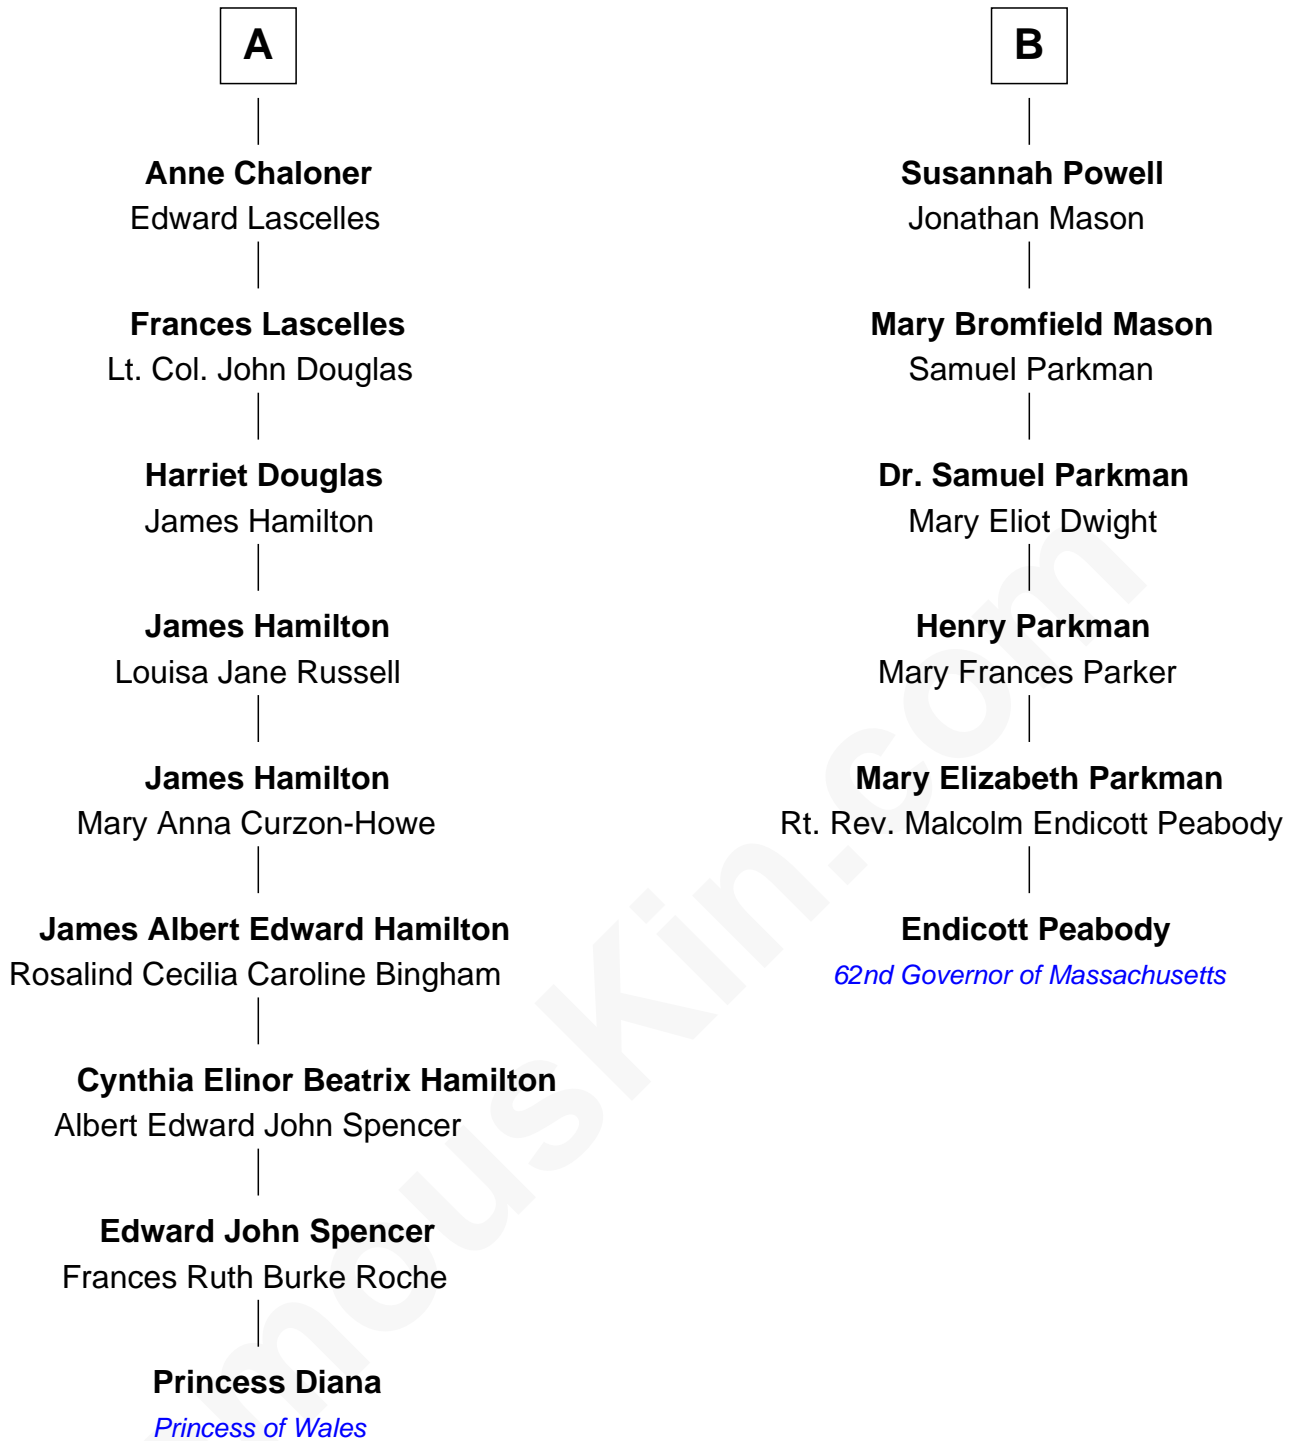 A
Anne Chaloner
Edward Lascelles
Frances Lascelles
Lt. Col. John Douglas
Harriet Douglas
James Hamilton
James Hamilton
Louisa Jane Russell
James Hamilton
Mary Anna Curzon-Howe
James Albert Edward Hamilton
Rosalind Cecilia Caroline Bingham
Cynthia Elinor Beatrix Hamilton
Albert Edward John Spencer
Edward John Spencer
Frances Ruth Burke Roche
Princess Diana
Princess of Wales
B
Susannah Powell
Jonathan Mason
Mary Bromfield Mason
Samuel Parkman
Dr. Samuel Parkman
Mary Eliot Dwight
Henry Parkman
Mary Frances Parker
Mary Elizabeth Parkman
Rt. Rev. Malcolm Endicott Peabody
Endicott Peabody
62nd Governor of Massachusetts
mousKin.com